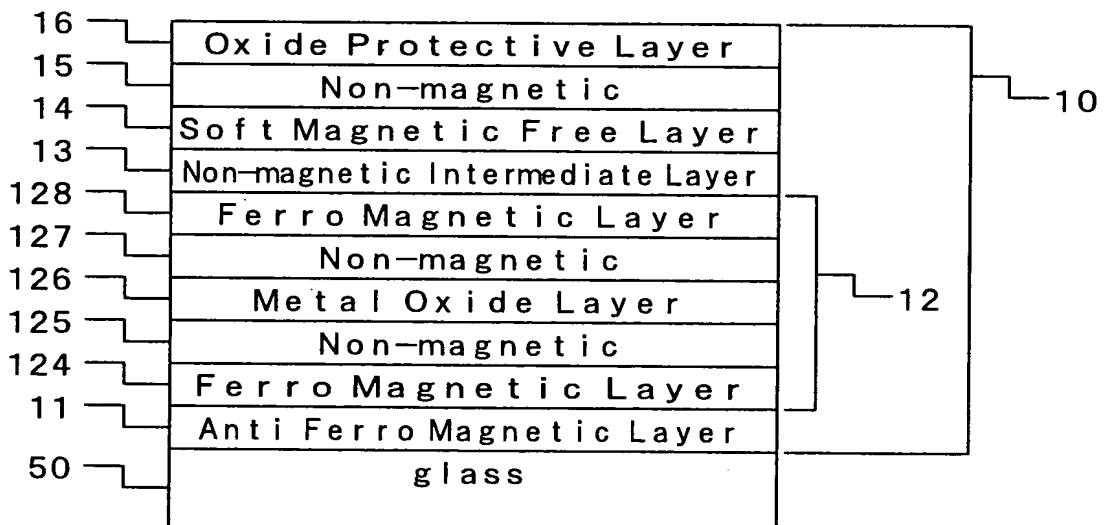 16 Oxide Protective Layer
15 Non-magnetic
14 Soft Magnetic Free Layer
13 Non-magnetic Intermediate Layer
128 Ferro Magnetic Layer
127 Non-magnetic
126 Metal Oxide Layer
125 Non-magnetic
124 Ferro Magnetic Layer
11 Anti Ferro Magnetic Layer
50 glass
10
12